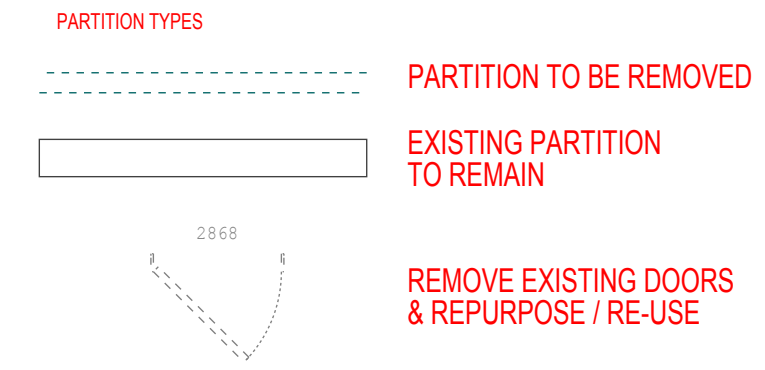 PARTITION TYPES
PARTITION TO BE REMOVED
EXISTING PARTITION
TO REMAIN
2868
REMOVE EXISTING DOORS
& REPURPOSE / RE-USE